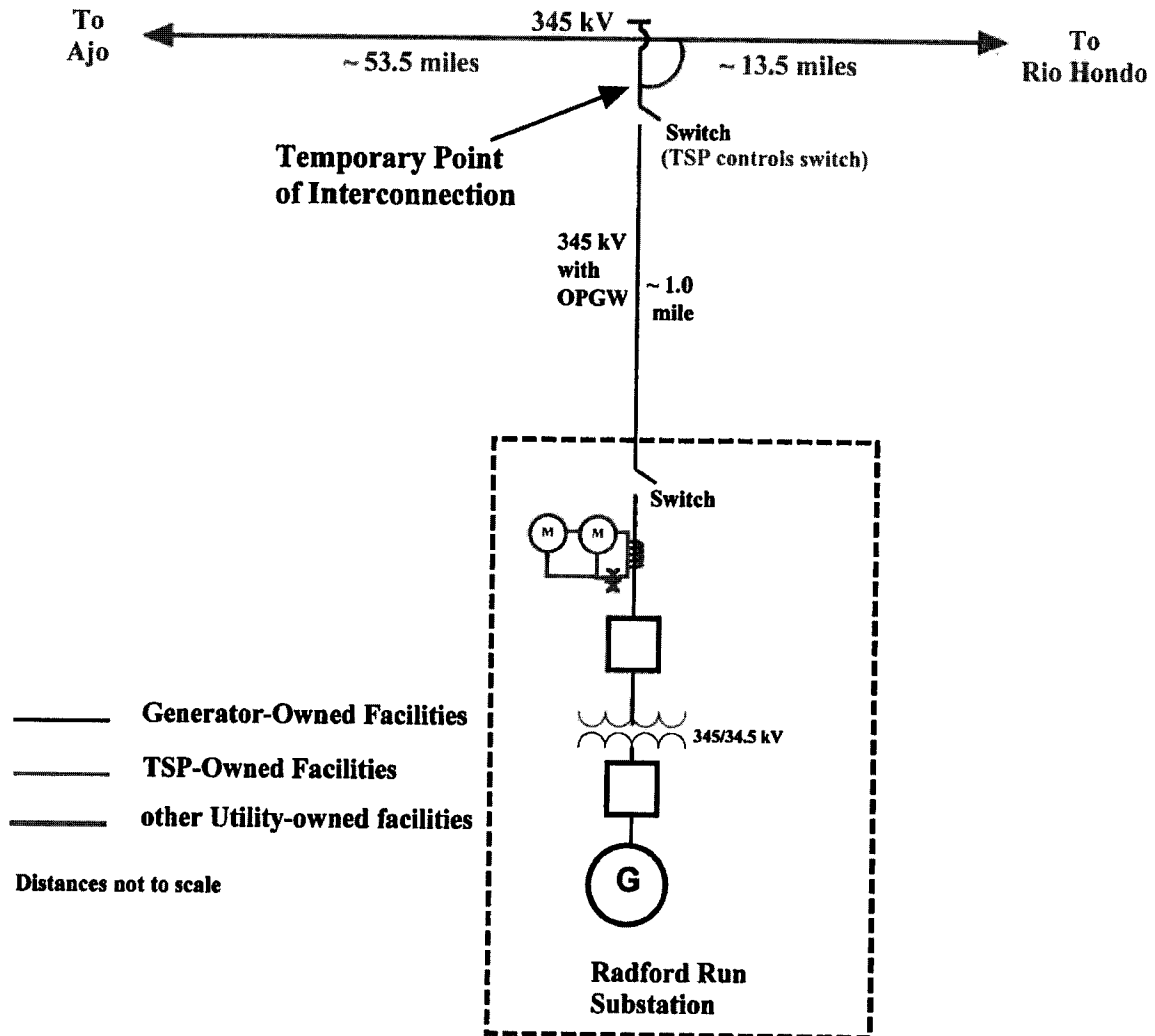 To
Ajo
345 kV
To
Rio Hondo
~ 53.5 miles
~ 13.5 miles
Switch
(TSP controls switch)
Temporary Point
of Interconnection
345 kV
with
OPGW
~ 1.0
mile
Switch
M
M
345/34.5 kV
Generator-Owned Facilities
TSP-Owned Facilities
other Utility-owned facilities
Distances not to scale
G
Radford Run
Substation